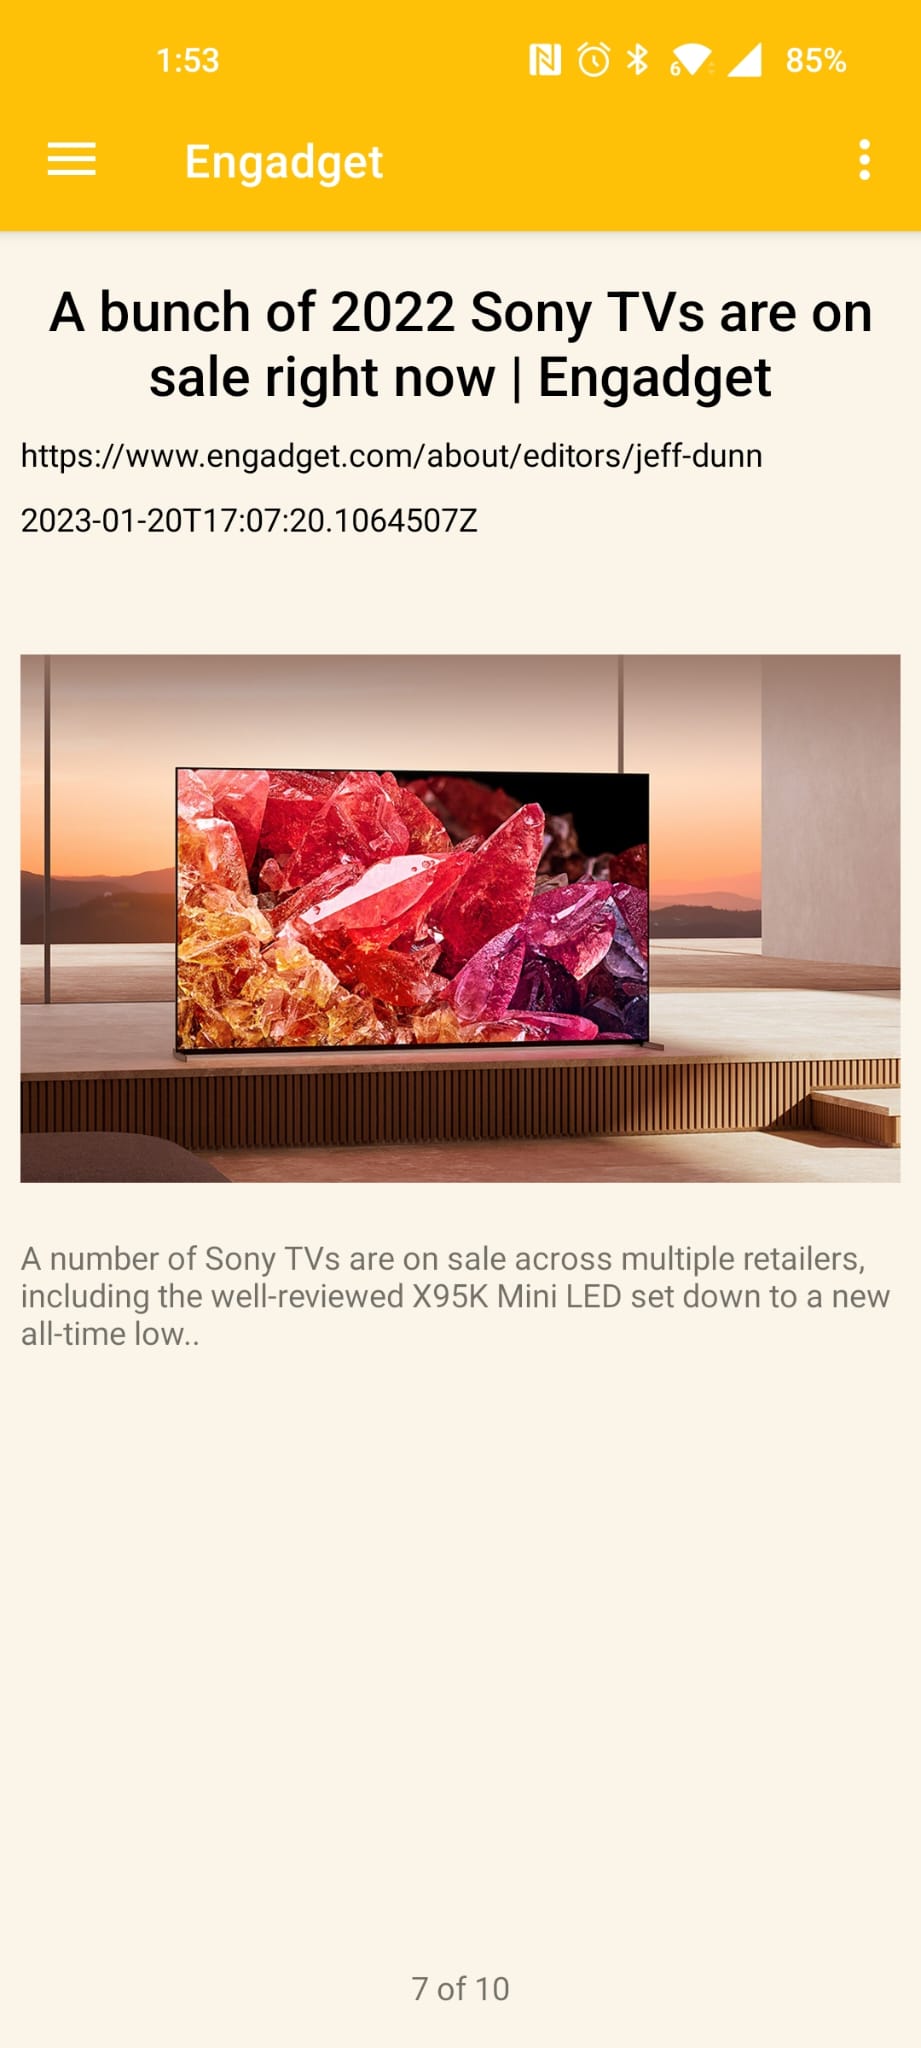 1:53
6
85%
Engadget
A bunch of 2022 Sony TVs are on
sale right now | Engadget
https://www.engadget.com/about/editors/jeff-dunn
2023-01-20T17:07:20.1064507Z
A number of Sony TVs are on sale across multiple retailers,
including the well-reviewed X95K Mini LED set down to a new
all-time low..
7 of 10